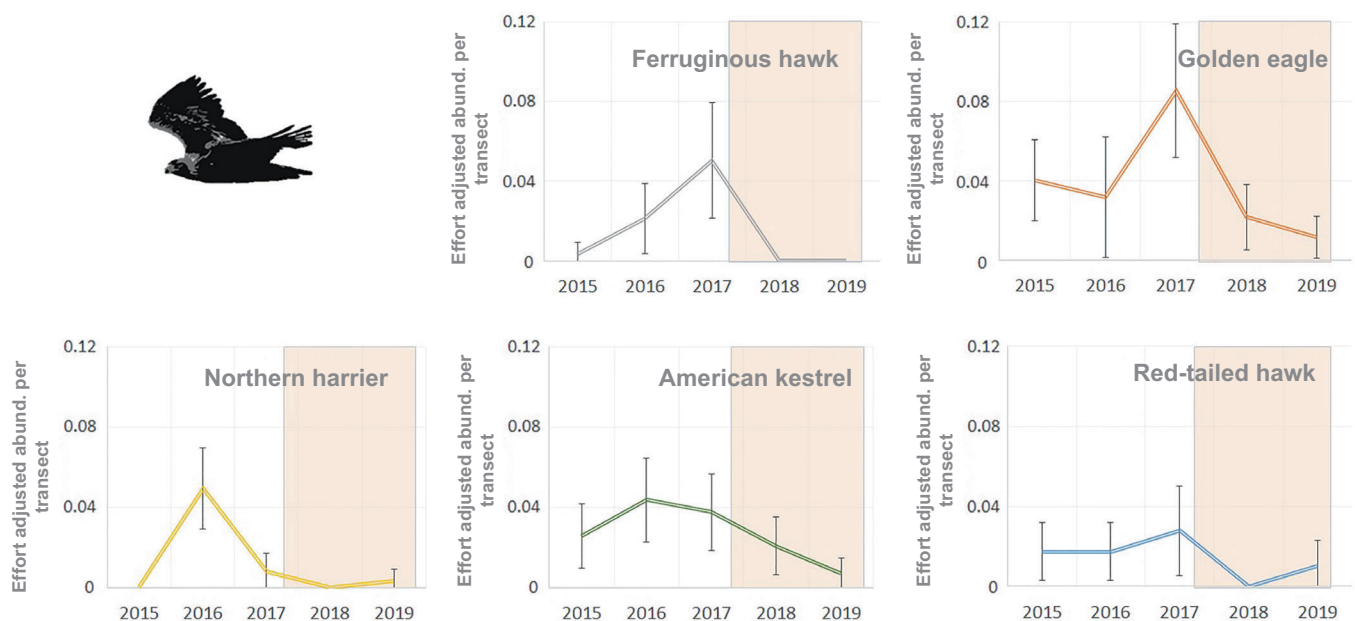 Effort adjusted abund. per
transect
0.12
0.08
0.04
0
Ferruginous hawk
2015 2016 2017 2018 2019
Effort adjusted abund. per
transect
0.12
0.08
0.04
0
Golden eagle
2015 2016 2017 2018 2019
Effort adjusted abund. per
transect
0.12
0.08
0.04
0
Northern harrier
2015 2016 2017 2018 2019
Effort adjusted abund. per
transect
0.12
0.08
0.04
0
American kestrel
2015 2016 2017 2018 2019
Effort adjusted abund. per
transect
0.12
0.08
0.04
0
Red-tailed hawk
2015 2016 2017 2018 2019